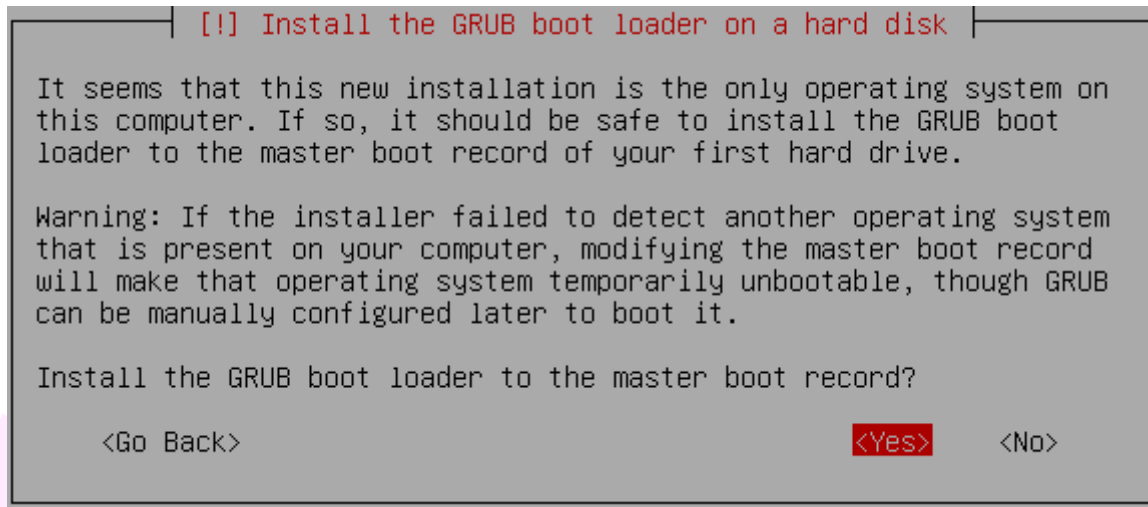 [!] Install the GRUB boot loader on a hard disk
It seems that this new installation is the only operating system on
this computer. If so, it should be safe to install the GRUB boot
loader to the master boot record of your first hard drive.
Warning: If the installer failed to detect another operating system
that is present on your computer, modifying the master boot record
will make that operating system temporarily unbootable, though GRUB
can be manually configured later to boot it.
Install the GRUB boot loader to the master boot record?
<Go Back> <Yes> <No>